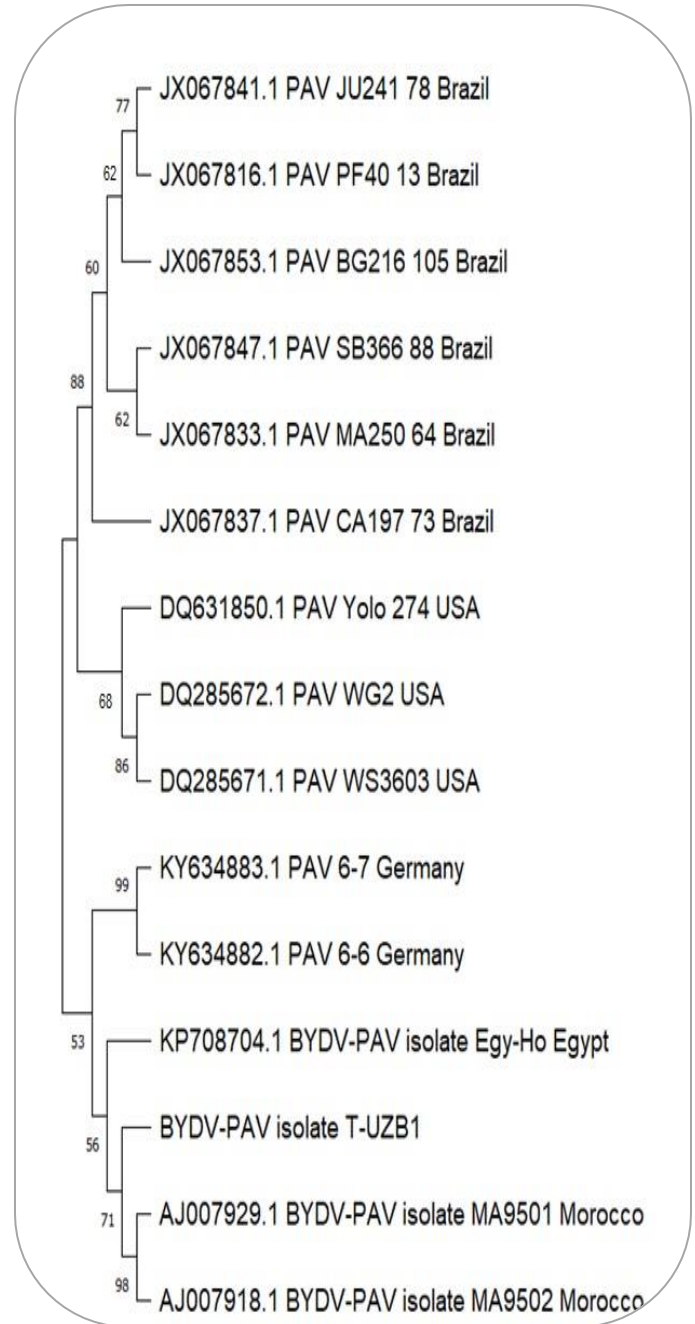 77
JX067841.1 PAV JU241 78 Brazil
62
JX067816.1 PAV PF40 13 Brazil
60
JX067853.1 PAV BG216 105 Brazil
JX067847.1 PAV SB366 88 Brazil
88
62
JX067833.1 PAV MA250 64 Brazil
JX067837.1 PAV CA197 73 Brazil
DQ631850.1 PAV Yolo 274 USA
68
DQ285672.1 PAV WG2 USA
86
DQ285671.1 PAV WS3603 USA
99
KY634883.1 PAV 6-7 Germany
KY634882.1 PAV 6-6 Germany
53
KP708704.1 BYDV-PAV isolate Egy-Ho Egypt
56
BYDV-PAV isolate T-UZB1
71
AJ007929.1 BYDV-PAV isolate MA9501 Morocco
98
AJ007918.1 BYDV-PAV isolate MA9502 Morocco